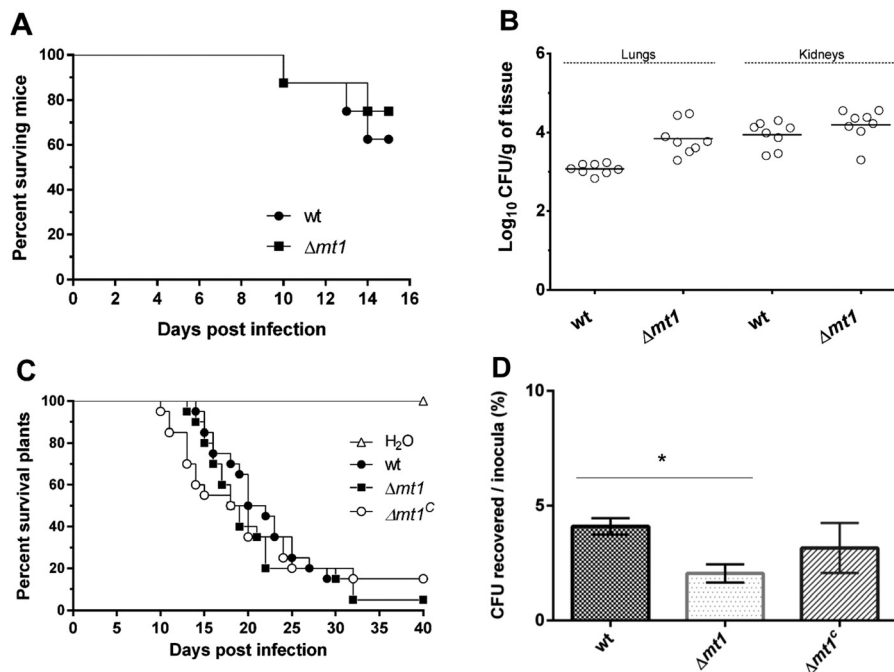 A
Percent surving mice
100
80
60
40
20
0
wt
Δmt1
0 2 4 6 8 10 12 14 16
Days post infection
B
Log10 CFU/g of tissue
6
4
2
0
Lungs Kidneys
wt Δmt1 wt Δmt1
C
Percent survival plants
100
80
60
40
20
0
H2O
wt
Δmt1
Δmt1C
0 5 10 15 20 25 30 35 40
Days post infection
D
CFU recovered / inocula (%)
10
5
0
*
wt Δmt1 Δmt1c